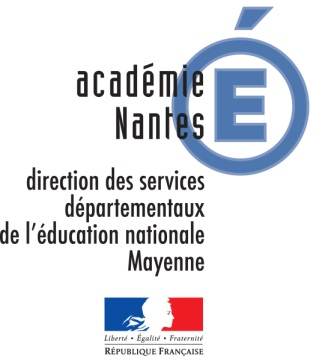 académie
Nantes
É
direction des services
départementaux
de l'éducation nationale
Mayenne
Liberté • Égalité • Fraternité
RÉPUBLIQUE FRANÇAISE